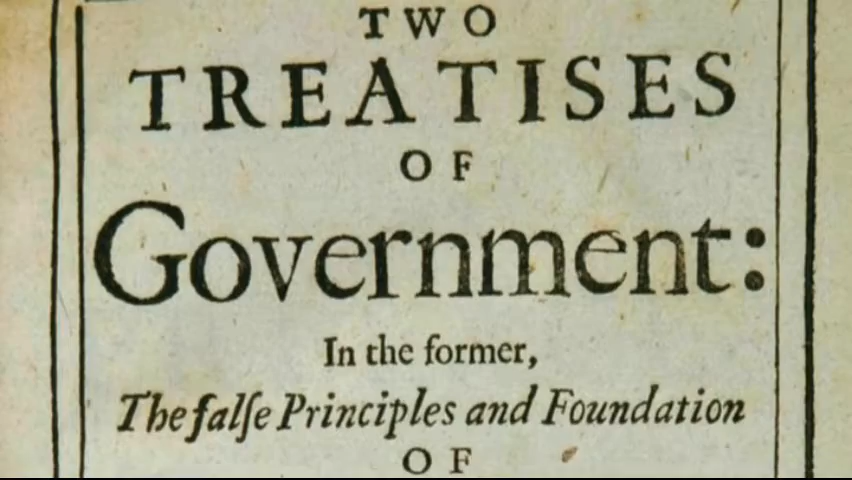 TWO
TREATISES
OF
Government:
In the former,
The falſe Principles and Foundation
OF